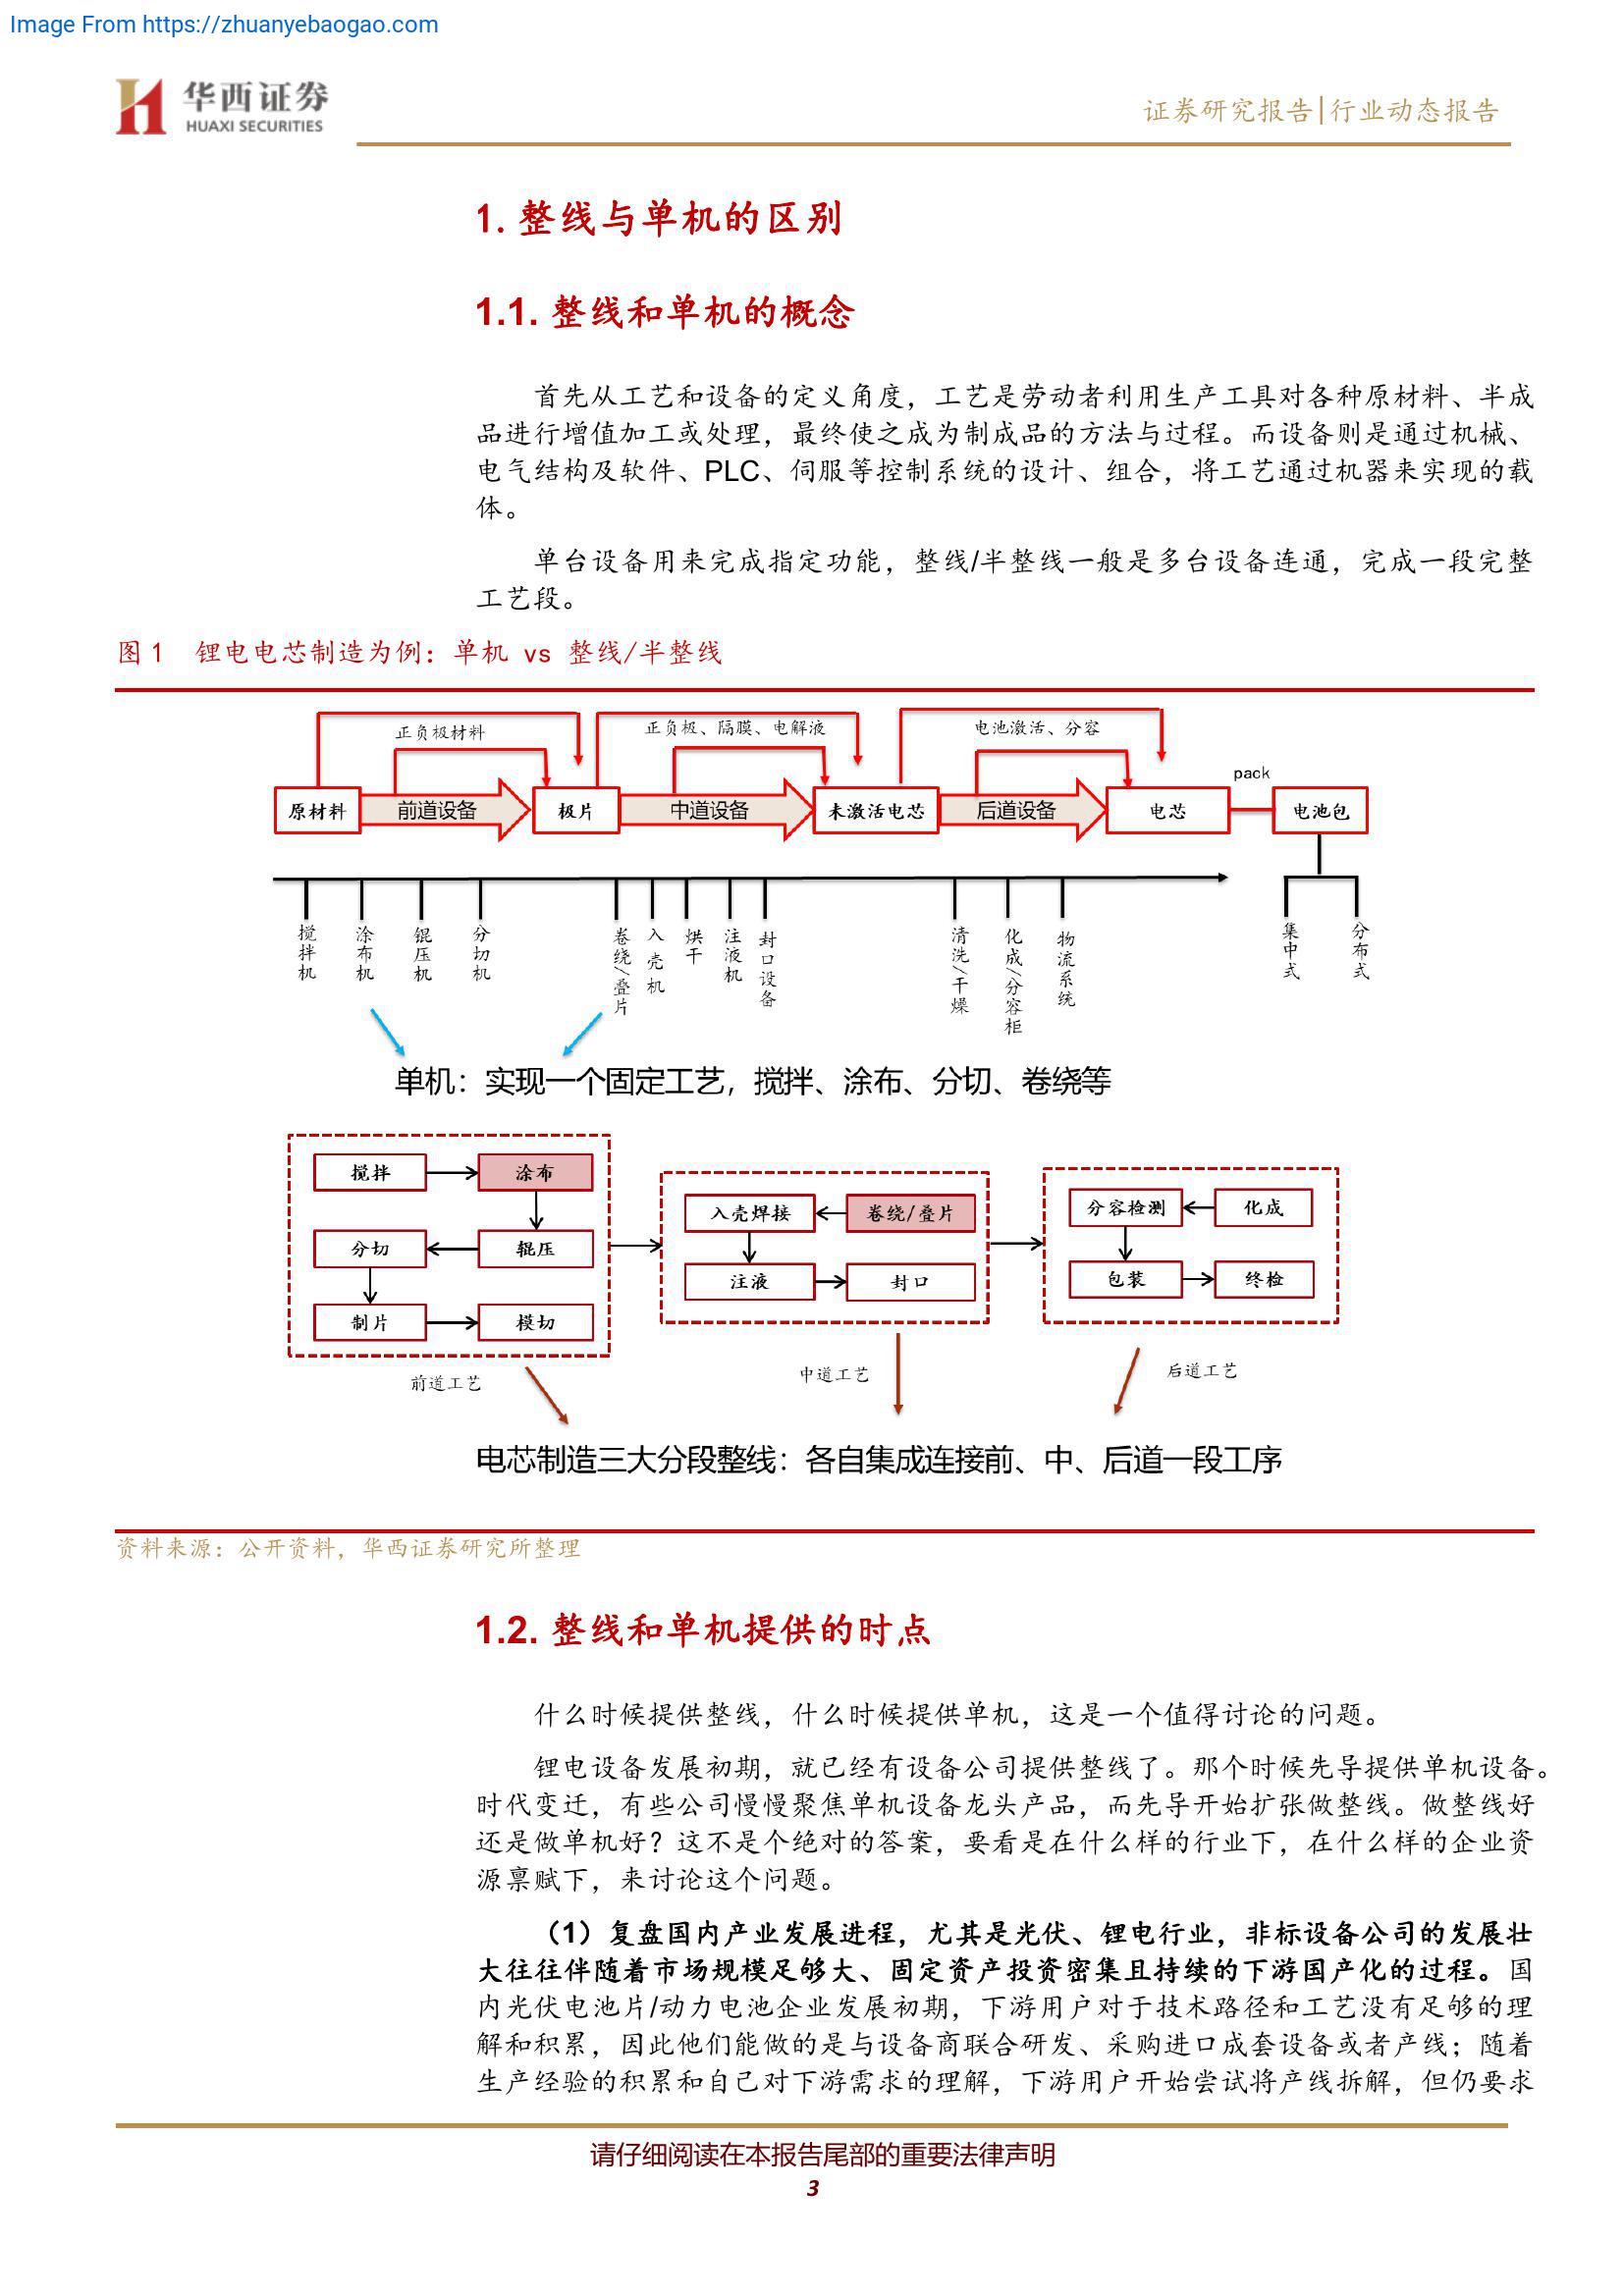 Image From https://zhuanyebaogao.com
华西证券
HUAXI SECURITIES
证券研究报告|行业动态报告
1. 整线与单机的区别
1.1. 整线和单机的概念
首先从工艺和设备的定义角度，工艺是劳动者利用生产工具对各种原材料、半成
品进行增值加工或处理，最终使之成为制成品的方法与过程。而设备则是通过机械、
电气结构及软件、PLC、伺服等控制系统的设计、组合，将工艺通过机器来实现的载
体。
单台设备用来完成指定功能，整线/半整线一般是多台设备连通，完成一段完整
工艺段。
图 1 锂电电芯制造为例：单机 vs 整线/半整线
正负极材料
正负极、隔膜、电解液
电池激活、分容
pack
原材料
前道设备
极片
中道设备
未激活电芯
后道设备
电芯
电池包
搅拌机
涂布机
辊压机
分切机
卷绕/叠片
入壳机
烘干
注液机
封口设备
清洗/干燥
化成/分容柜
物流系统
集中式
分布式
单机：实现一个固定工艺，搅拌、涂布、分切、卷绕等
搅拌
涂布
分切
辊压
制片
模切
入壳焊接
卷绕/叠片
注液
封口
分容检测
化成
包装
终检
前道工艺
中道工艺
后道工艺
电芯制造三大分段整线：各自集成连接前、中、后道一段工序
资料来源：公开资料，华西证券研究所整理
1.2. 整线和单机提供的时点
什么时候提供整线，什么时候提供单机，这是一个值得讨论的问题。
锂电设备发展初期，就已经有设备公司提供整线了。那个时候先导提供单机设备。
时代变迁，有些公司慢慢聚焦单机设备龙头产品，而先导开始扩张做整线。做整线好
还是做单机好？这不是个绝对的答案，要看是在什么样的行业下，在什么样的企业资
源禀赋下，来讨论这个问题。
（1）复盘国内产业发展进程，尤其是光伏、锂电行业，非标设备公司的发展壮
大往往伴随着市场规模足够大、固定资产投资密集且持续的下游国产化的过程。国
内光伏电池片/动力电池企业发展初期，下游用户对于技术路径和工艺没有足够的理
解和积累，因此他们能做的是与设备商联合研发、采购进口成套设备或者产线；随着
生产经验的积累和自己对下游需求的理解，下游用户开始尝试将产线拆解，但仍要求
请仔细阅读在本报告尾部的重要法律声明
3